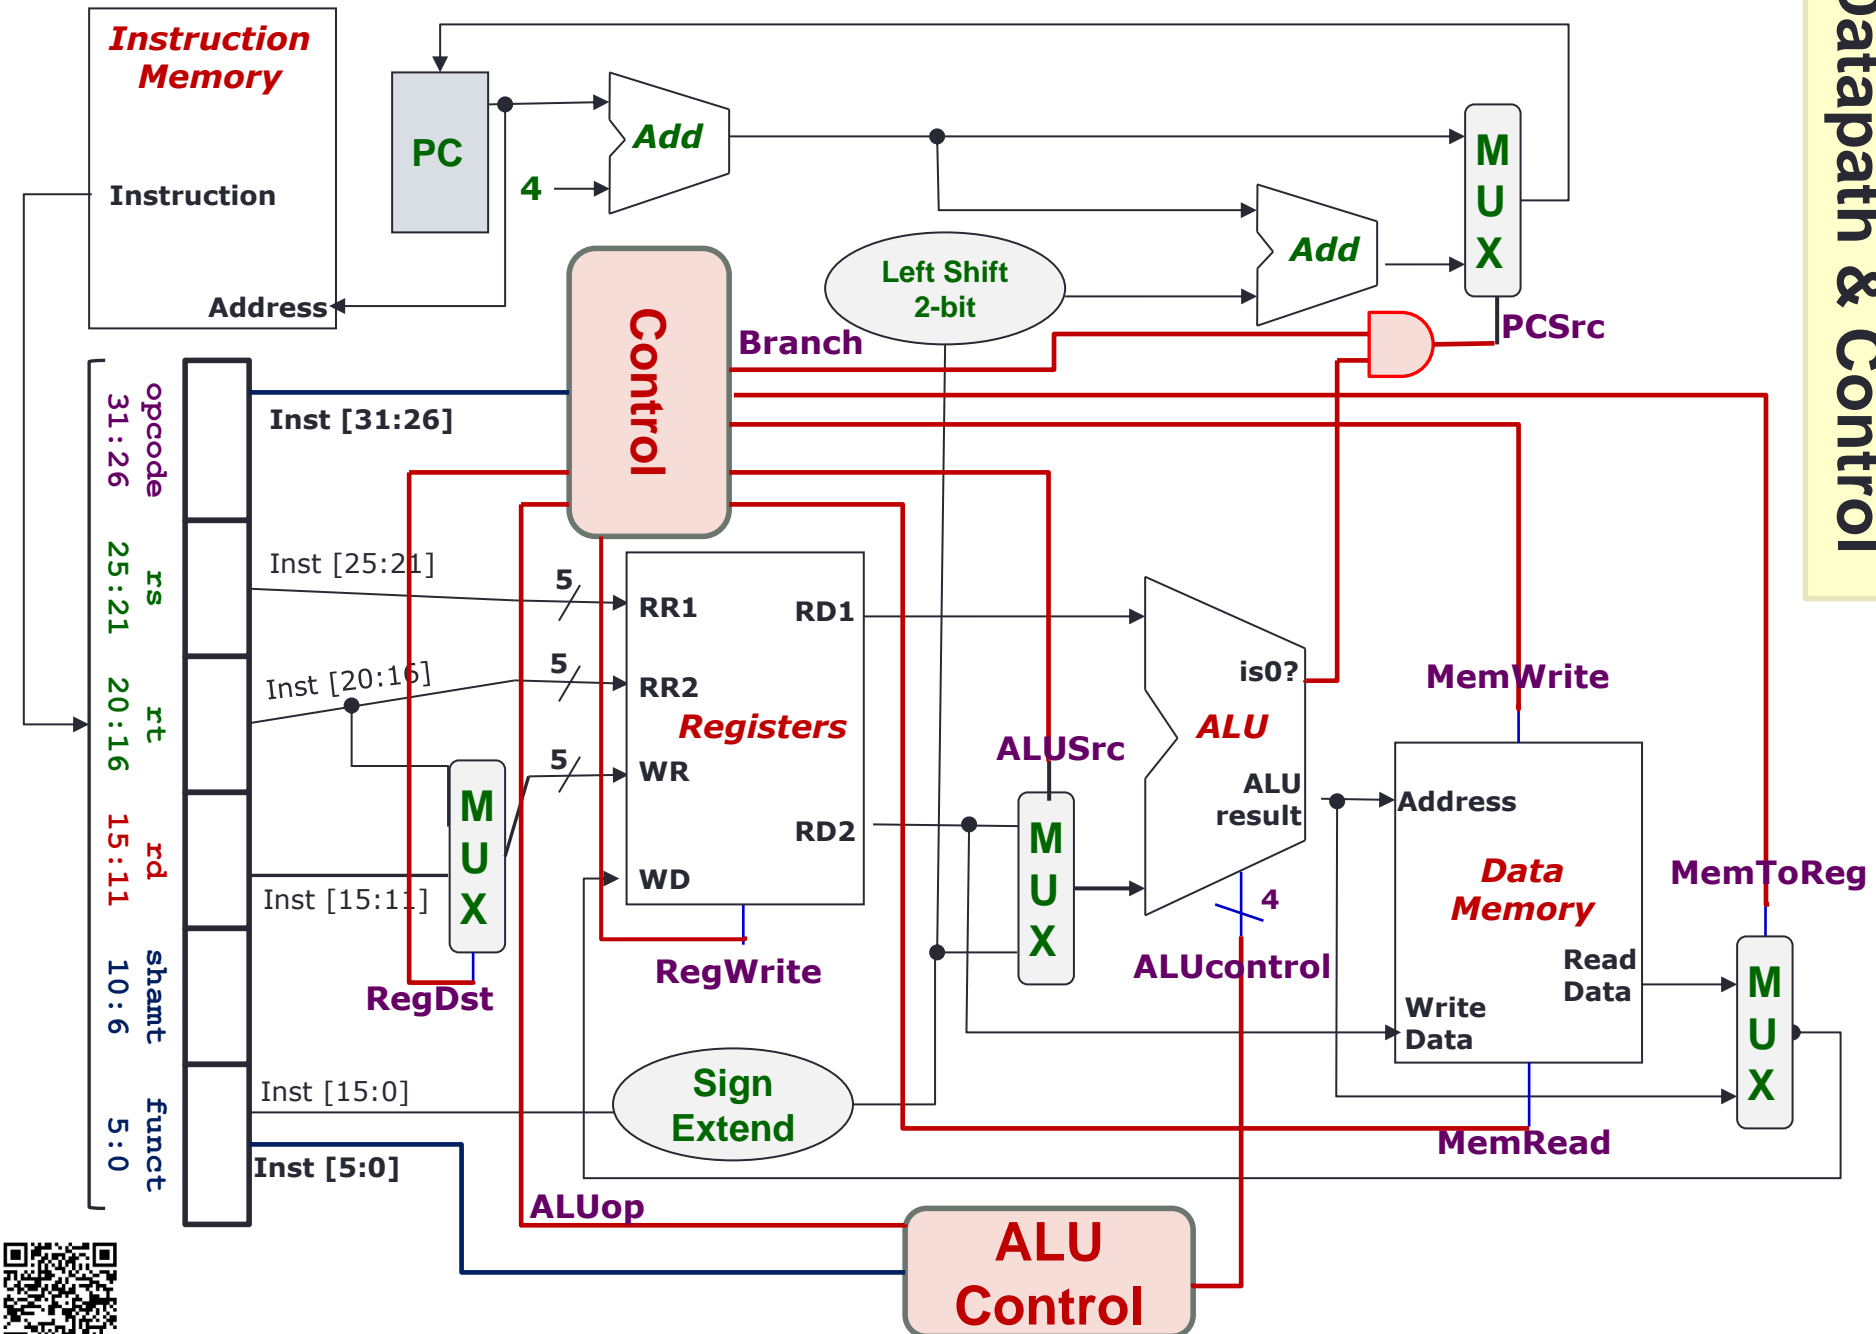 Datapath & Control
Instruction
Memory
Instruction
Address
PC
4
Add
Add
Left Shift
2-bit
M
U
X
PCSrc
Control
Branch
opcode
31:26
rs
25:21
rt
20:16
rd
15:11
shamt
10:6
funct
5:0
Inst [31:26]
Inst [25:21]
Inst [20:16]
Inst [15:11]
Inst [15:0]
Inst [5:0]
5
5
5
M
U
X
RegDst
RR1
RR2
WR
WD
RD1
RD2
Registers
RegWrite
ALUSrc
M
U
X
is0?
ALU
ALU
result
4
ALUcontrol
MemWrite
Address
Data
Memory
Read
Data
Write
Data
MemRead
MemToReg
M
U
X
Sign
Extend
ALUop
ALU
Control